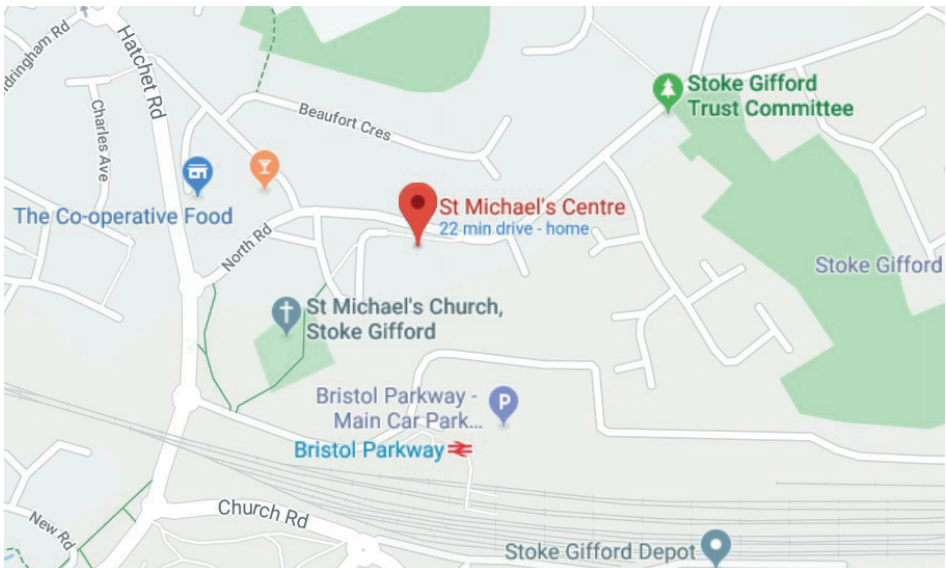 ndringham Rd
Hatchet Rd
Charles Ave
Beaufort Cres
Stoke Gifford
Trust Committee
The Co-operative Food
St Michael's Centre
22 min drive - home
North Rd
Stoke Gifford
St Michael's Church,
Stoke Gifford
Bristol Parkway -
Main Car Park...
P
Bristol Parkway
Church Rd
New Rd
Stoke Gifford Depot